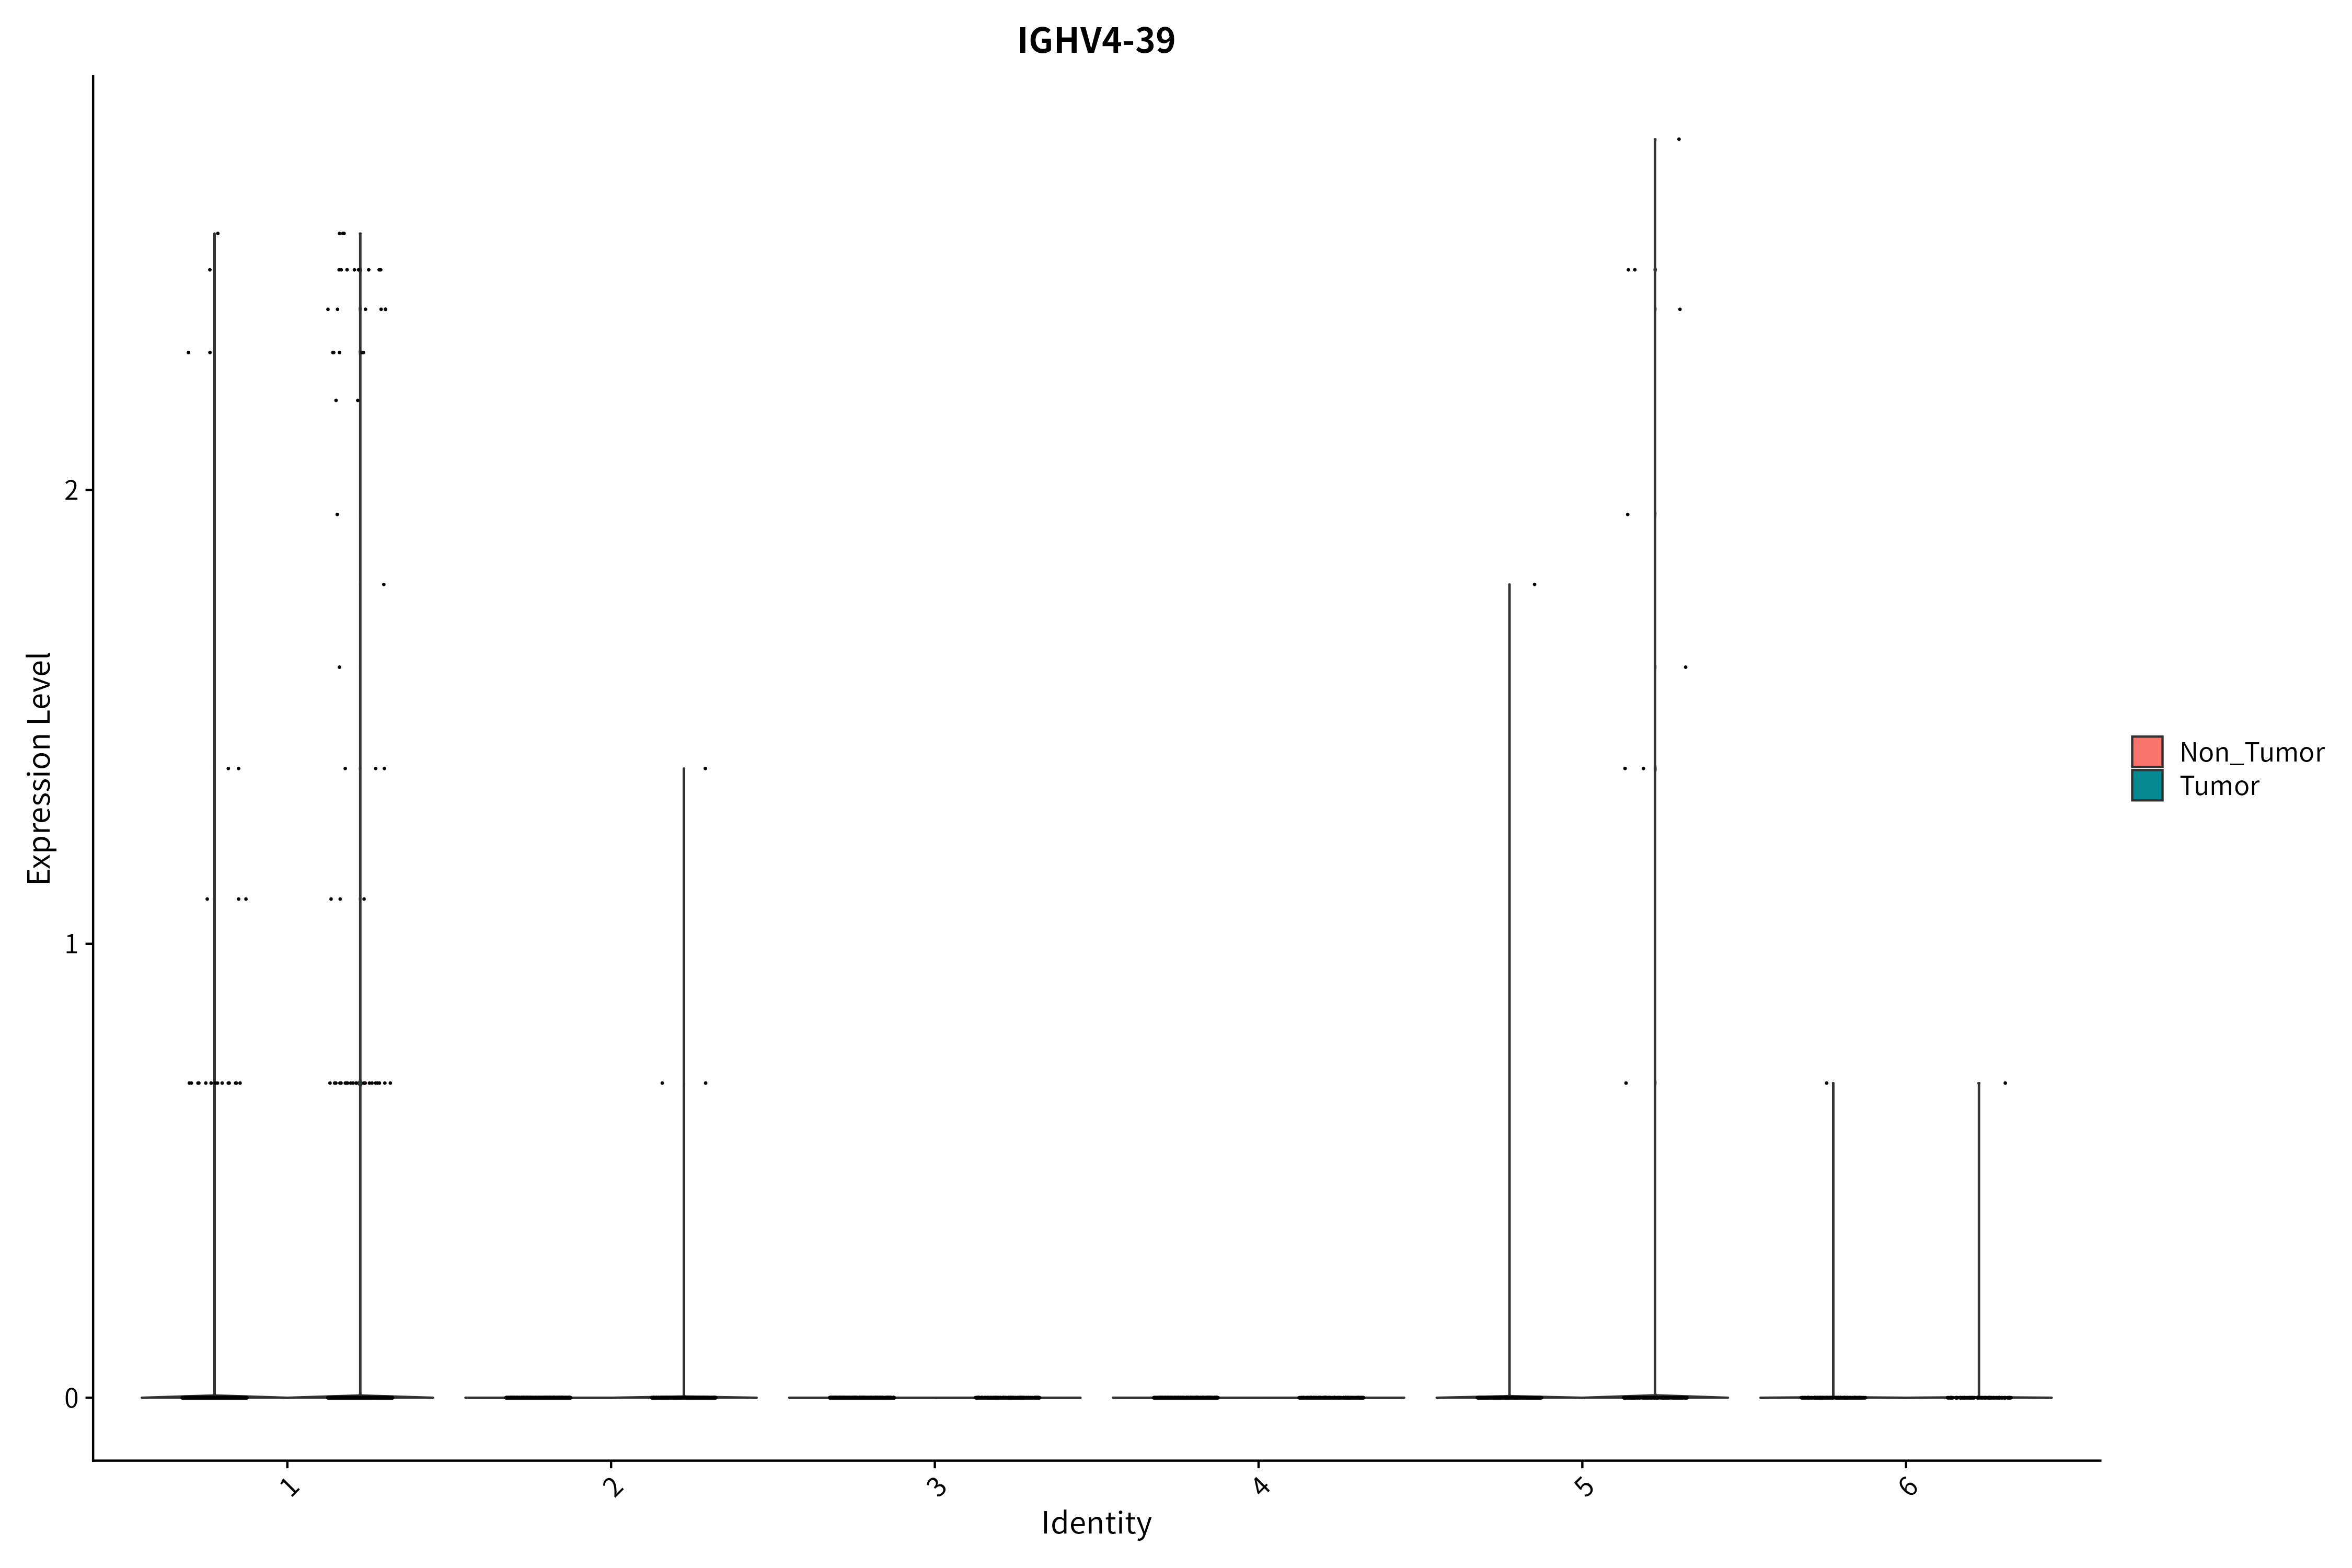 IGHV4-39
Expression Level
2
1
0
1
2
3
4
5
6
Identity
Non_Tumor
Tumor